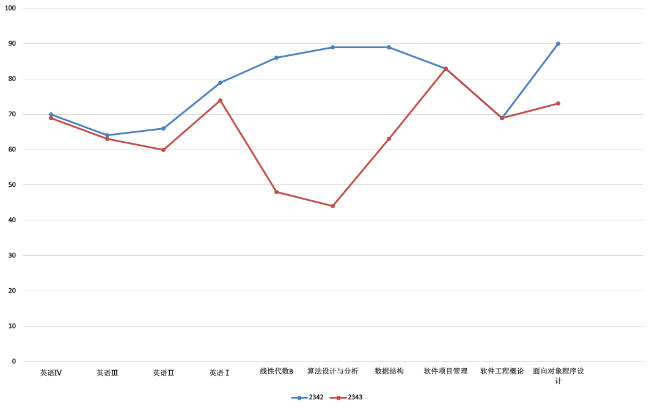 100
90
80
70
60
50
40
30
20
10
0
英语Ⅳ
英语Ⅲ
英语Ⅱ
英语Ⅰ
线性代数B
算法设计与分析
数据结构
软件项目管理
软件工程概论
面向对象程序设
计
2342
2343